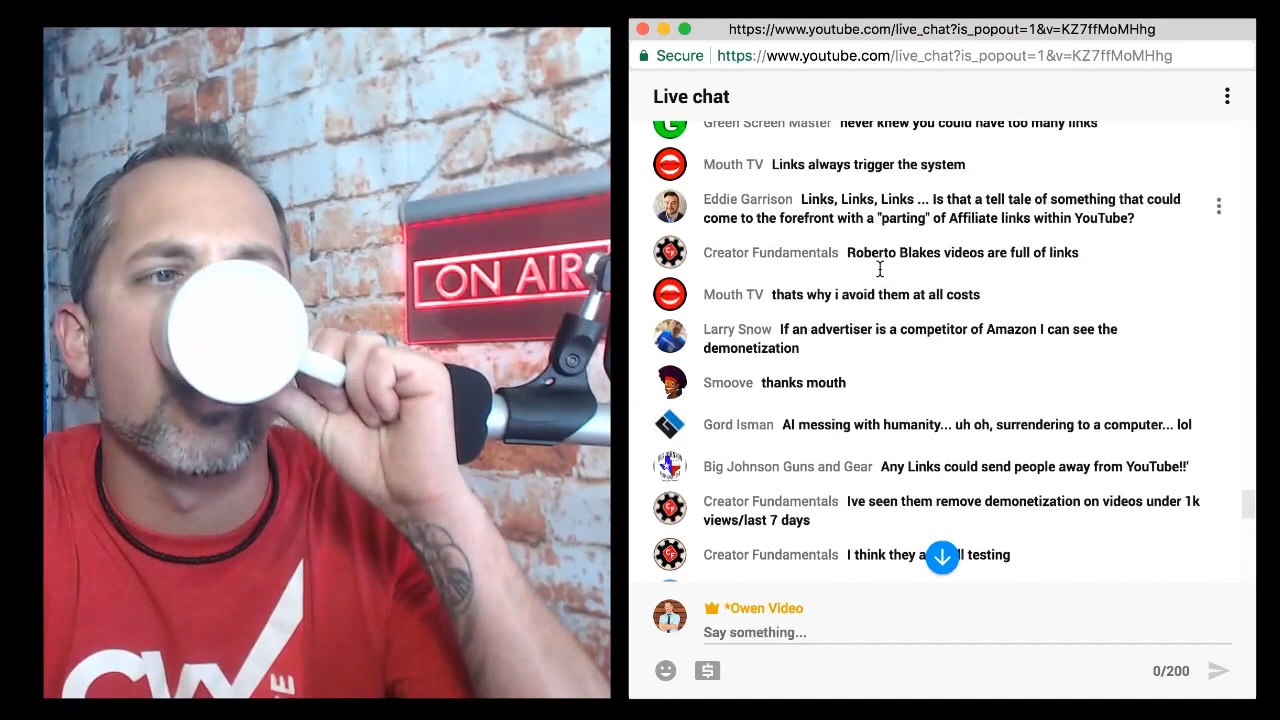 https://www.youtube.com/live_chat?is_popout=1&v=KZ7ffMoMHhg
Secure https://www.youtube.com/live_chat?is_popout=1&v=KZ7ffMoMHhg
Live chat
Green Screen Master never knew you could have too many links
Mouth TV Links always trigger the system
Eddie Garrison Links, Links, Links ... Is that a tell tale of something that could
come to the forefront with a "parting" of Affiliate links within YouTube?
Creator Fundamentals Roberto Blakes videos are full of links
Mouth TV thats why i avoid them at all costs
Larry Snow If an advertiser is a competitor of Amazon I can see the
demonetization
Smoove thanks mouth
Gord Isman AI messing with humanity... uh oh, surrendering to a computer... lol
Big Johnson Guns and Gear Any Links could send people away from YouTube!!'
Creator Fundamentals Ive seen them remove demonetization on videos under 1k
views/last 7 days
Creator Fundamentals I think they testing
*Owen Video
Say something...
0/200
ON AIR